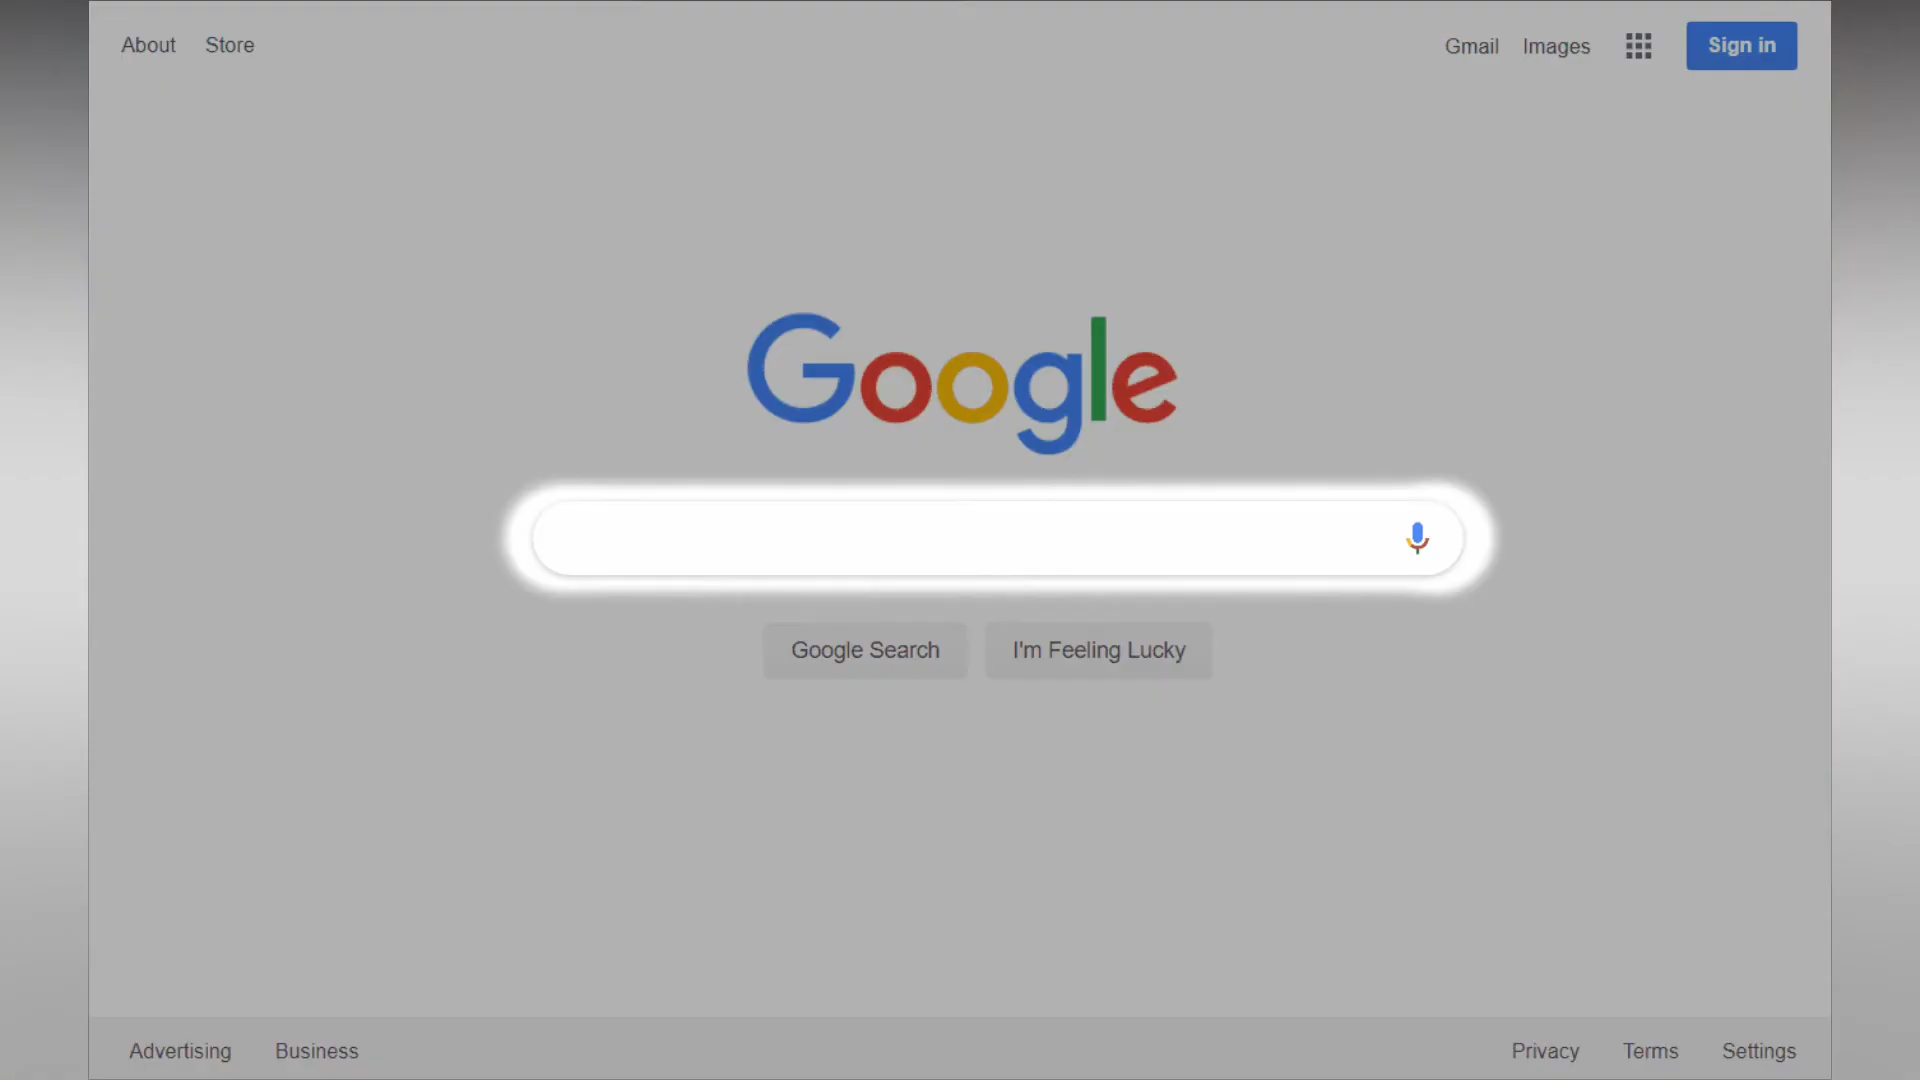 About Store
Gmail Images Sign in
Google
Google Search I'm Feeling Lucky
Advertising Business
Privacy Terms Settings